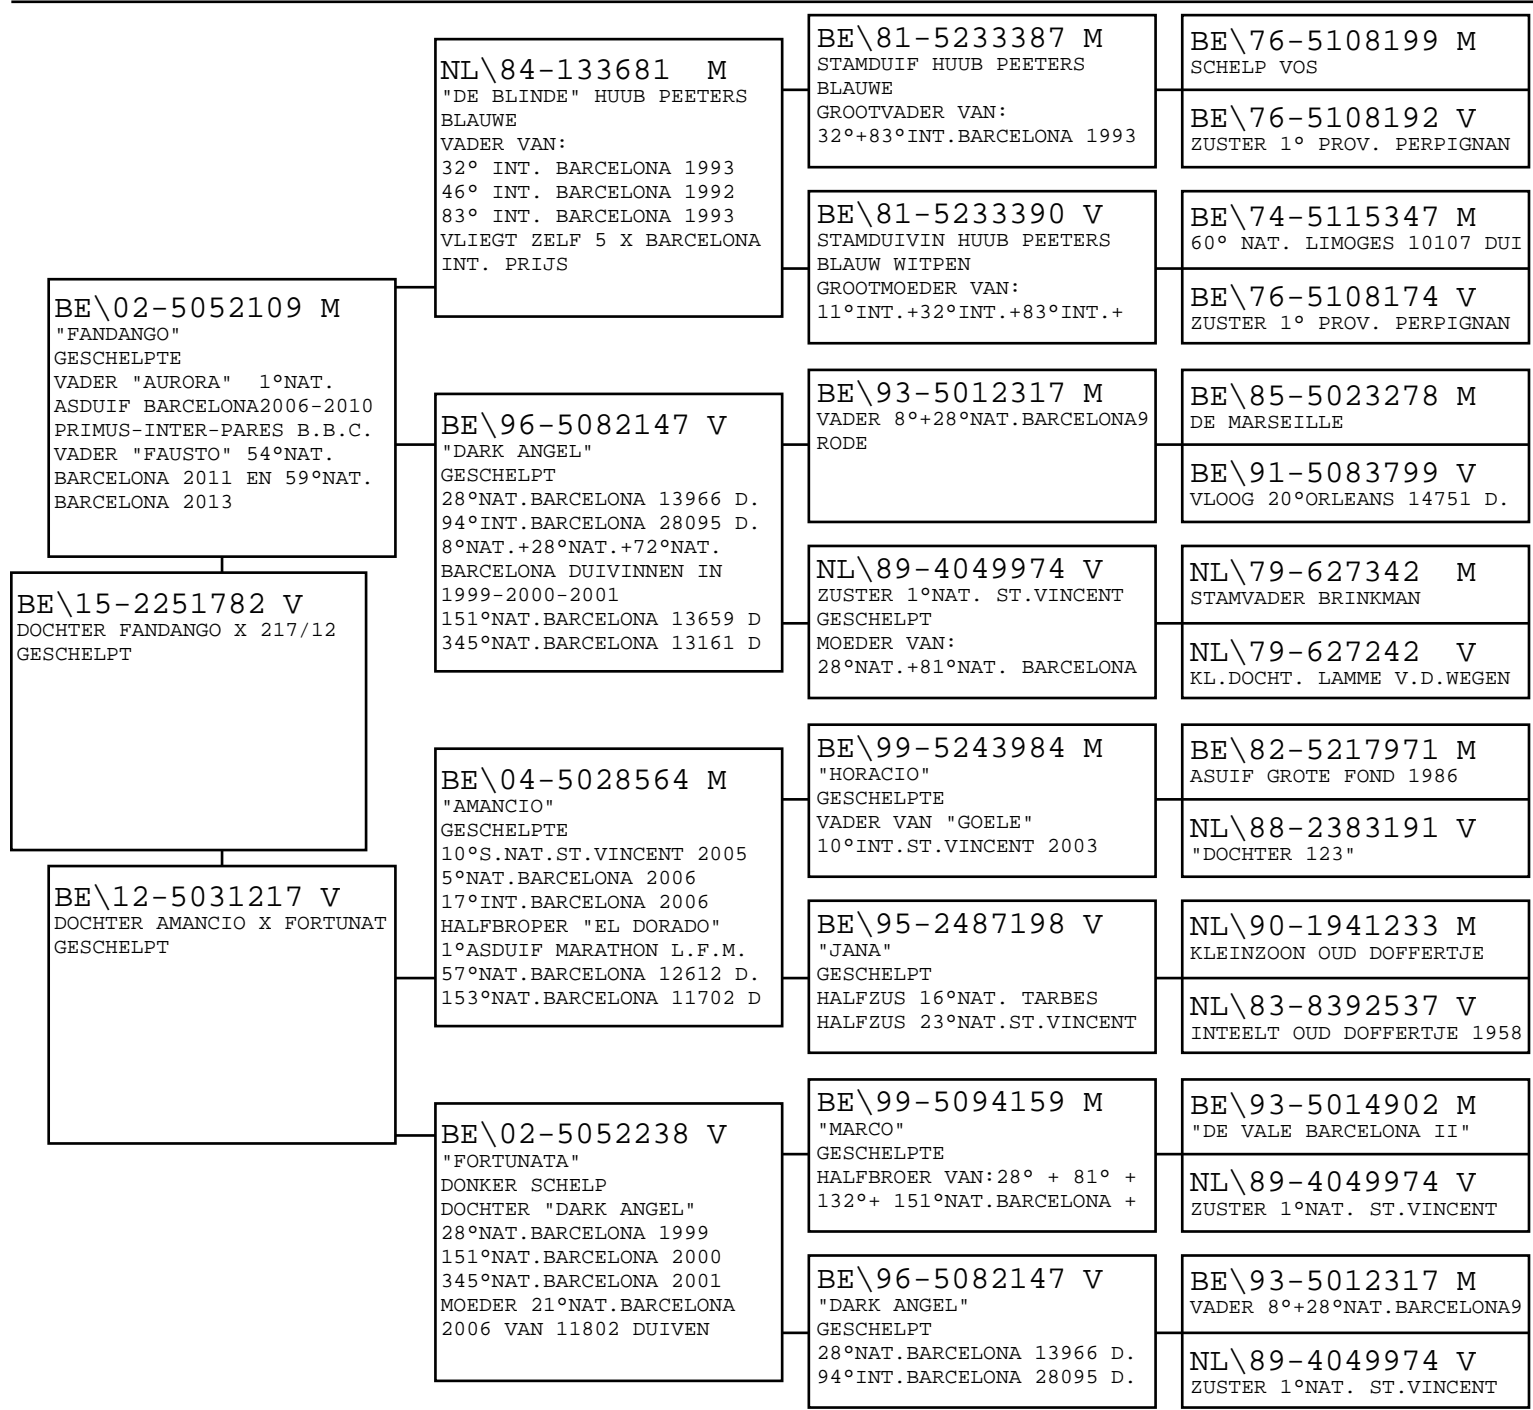 BE\15-2251782 V
DOCHTER FANDANGO X 217/12
GESCHELPT
BE\02-5052109 M
"FANDANGO"
GESCHELPTE
VADER "AURORA"  1°NAT.
ASDUIF BARCELONA2006-2010
PRIMUS-INTER-PARES B.B.C.
VADER "FAUSTO" 54°NAT.
BARCELONA 2011 EN 59°NAT.
BARCELONA 2013
BE\12-5031217 V
DOCHTER AMANCIO X FORTUNAT
GESCHELPT
NL\84-133681  M
"DE BLINDE" HUUB PEETERS
BLAUWE
VADER VAN:
32° INT. BARCELONA 1993
46° INT. BARCELONA 1992
83° INT. BARCELONA 1993
VLIEGT ZELF 5 X BARCELONA
INT. PRIJS
BE\96-5082147 V
"DARK ANGEL"
GESCHELPT
28°NAT.BARCELONA 13966 D.
94°INT.BARCELONA 28095 D.
8°NAT.+28°NAT.+72°NAT.
BARCELONA DUIVINNEN IN
1999-2000-2001
151°NAT.BARCELONA 13659 D
345°NAT.BARCELONA 13161 D
BE\04-5028564 M
"AMANCIO"
GESCHELPTE
10°S.NAT.ST.VINCENT 2005
5°NAT.BARCELONA 2006
17°INT.BARCELONA 2006
HALFBROPER "EL DORADO"
1°ASDUIF MARATHON L.F.M.
57°NAT.BARCELONA 12612 D.
153°NAT.BARCELONA 11702 D
BE\02-5052238 V
"FORTUNATA"
DONKER SCHELP
DOCHTER "DARK ANGEL"
28°NAT.BARCELONA 1999
151°NAT.BARCELONA 2000
345°NAT.BARCELONA 2001
MOEDER 21°NAT.BARCELONA
2006 VAN 11802 DUIVEN
BE\81-5233387 M
STAMDUIF HUUB PEETERS
BLAUWE
GROOTVADER VAN:
32°+83°INT.BARCELONA 1993
BE\81-5233390 V
STAMDUIVIN HUUB PEETERS
BLAUW WITPEN
GROOTMOEDER VAN:
11°INT.+32°INT.+83°INT.+
BE\93-5012317 M
VADER 8°+28°NAT.BARCELONA9
RODE
NL\89-4049974 V
ZUSTER 1°NAT. ST.VINCENT
GESCHELPT
MOEDER VAN:
28°NAT.+81°NAT. BARCELONA
BE\99-5243984 M
"HORACIO"
GESCHELPTE
VADER VAN "GOELE"
10°INT.ST.VINCENT 2003
BE\95-2487198 V
"JANA"
GESCHELPT
HALFZUS 16°NAT. TARBES
HALFZUS 23°NAT.ST.VINCENT
BE\99-5094159 M
"MARCO"
GESCHELPTE
HALFBROER VAN:28° + 81° +
132°+ 151°NAT.BARCELONA +
BE\96-5082147 V
"DARK ANGEL"
GESCHELPT
28°NAT.BARCELONA 13966 D.
94°INT.BARCELONA 28095 D.
BE\76-5108199 M
SCHELP VOS
BE\76-5108192 V
ZUSTER 1° PROV. PERPIGNAN
BE\74-5115347 M
60° NAT. LIMOGES 10107 DUI
BE\76-5108174 V
ZUSTER 1° PROV. PERPIGNAN
BE\85-5023278 M
DE MARSEILLE
BE\91-5083799 V
VLOOG 20°ORLEANS 14751 D.
NL\79-627342  M
STAMVADER BRINKMAN
NL\79-627242  V
KL.DOCHT. LAMME V.D.WEGEN
BE\82-5217971 M
ASUIF GROTE FOND 1986
NL\88-2383191 V
"DOCHTER 123"
NL\90-1941233 M
KLEINZOON OUD DOFFERTJE
NL\83-8392537 V
INTEELT OUD DOFFERTJE 1958
BE\93-5014902 M
"DE VALE BARCELONA II"
NL\89-4049974 V
ZUSTER 1°NAT. ST.VINCENT
BE\93-5012317 M
VADER 8°+28°NAT.BARCELONA9
NL\89-4049974 V
ZUSTER 1°NAT. ST.VINCENT